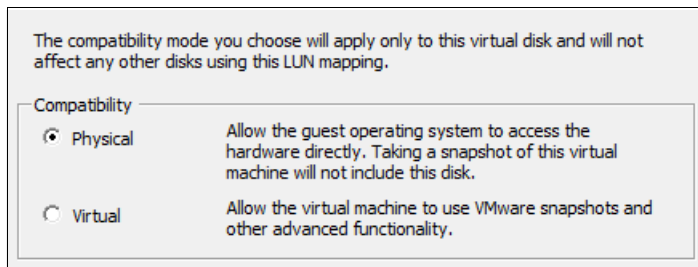 The compatibility mode you choose will apply only to this virtual disk and will not
affect any other disks using this LUN mapping.
Compatibility
Physical
Allow the guest operating system to access the
hardware directly. Taking a snapshot of this virtual
machine will not include this disk.
Virtual
Allow the virtual machine to use VMware snapshots and
other advanced functionality.